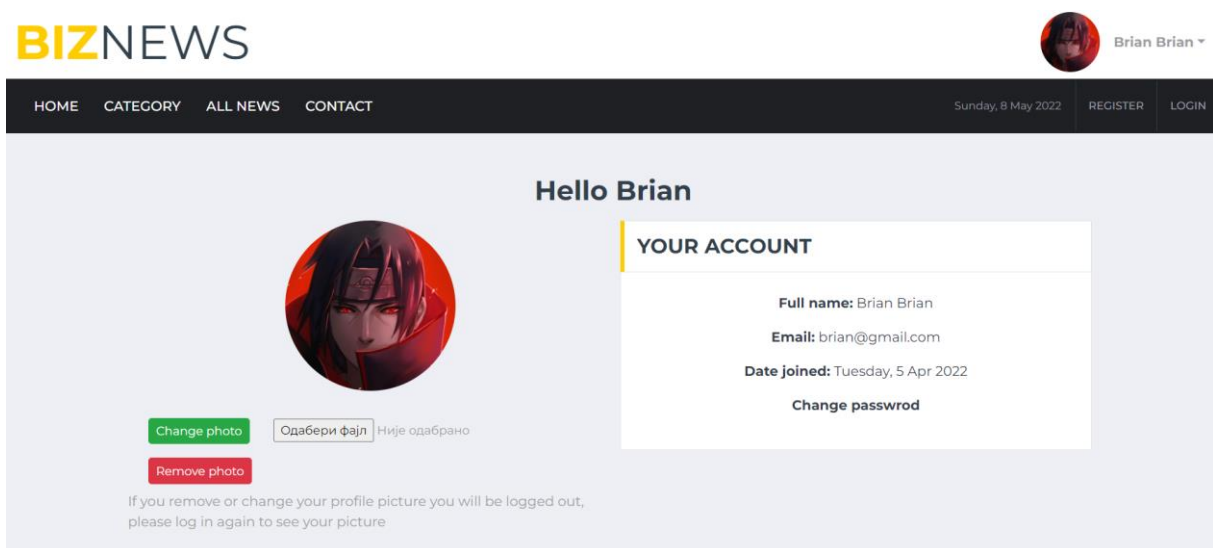 BIZNEWS
Brian Brian
HOME CATEGORY ALL NEWS CONTACT
Sunday, 8 May 2022 REGISTER LOGIN
Hello Brian
YOUR ACCOUNT
Full name: Brian Brian
Email: brian@gmail.com
Date joined: Tuesday, 5 Apr 2022
Change passwrod
Change photo Одабери фајл Није одабрано
Remove photo
If you remove or change your profile picture you will be logged out,
please log in again to see your picture